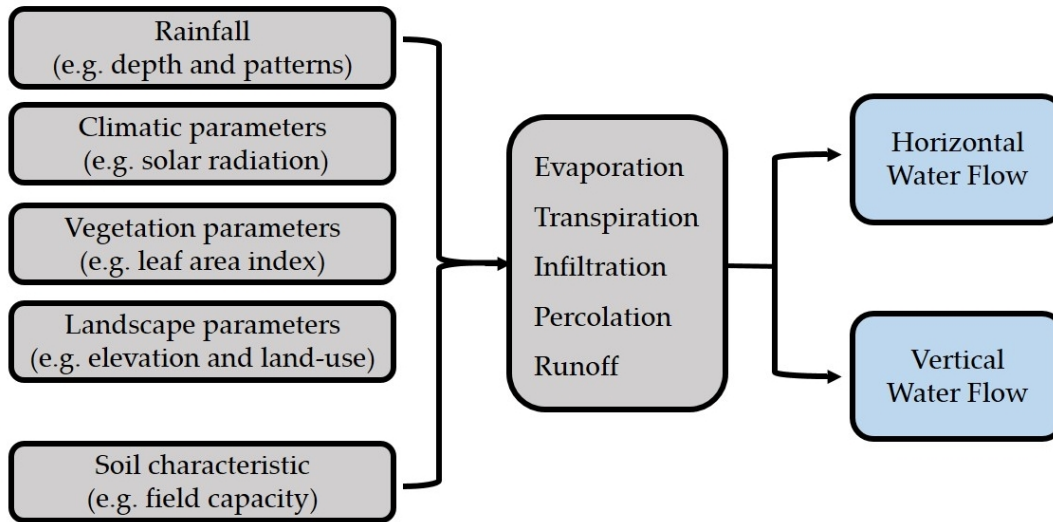 Rainfall
(e.g. depth and patterns)
Climatic parameters
(e.g. solar radiation)
Vegetation parameters
(e.g. leaf area index)
Landscape parameters
(e.g. elevation and land-use)
Soil characteristic
(e.g. field capacity)
Evaporation
Transpiration
Infiltration
Percolation
Runoff
Horizontal
Water Flow
Vertical
Water Flow